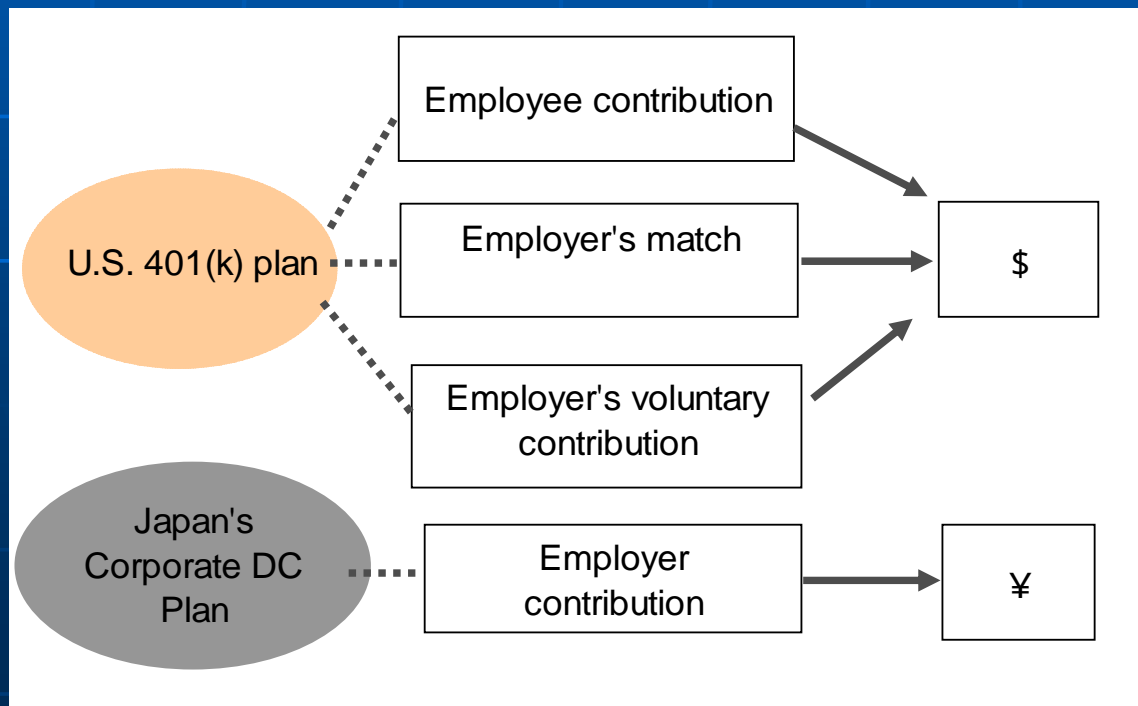 Employee contribution
U.S. 401(k) plan
Employer's match
$
Employer's voluntary
contribution
Japan's
Corporate DC
Plan
Employer
contribution
¥